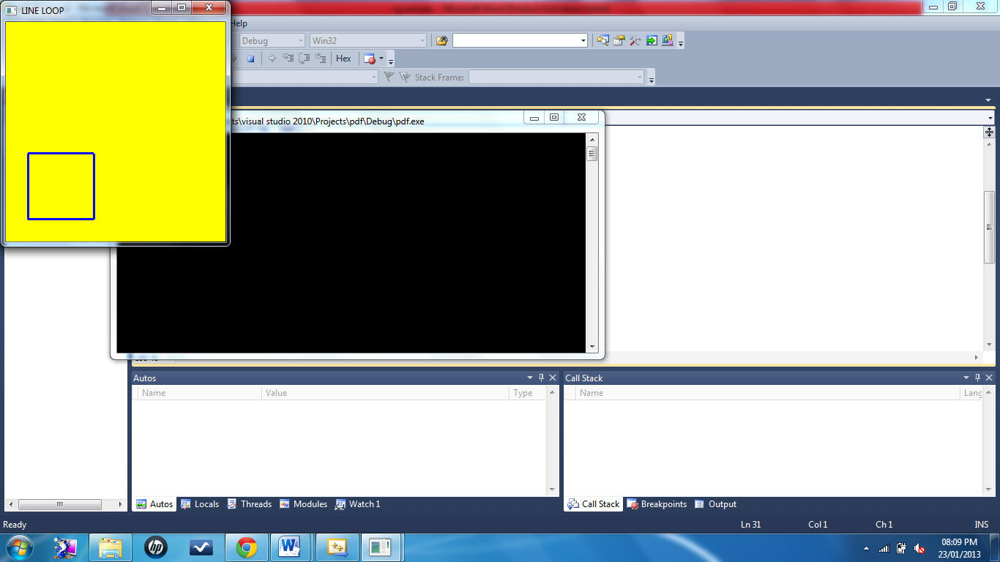 LINE LOOP
Help
Debug
Win32
Hex
Stack Frame:
ts\visual studio 2010\Projects\pdf\Debug\pdf.exe
Autos
Name Value Type
Call Stack
Name Lang
Autos Locals Threads Modules Watch 1
Call Stack Breakpoints Output
Ready
Ln 31 Col 1 Ch 1 INS
hp
08:09 PM
23/01/2013